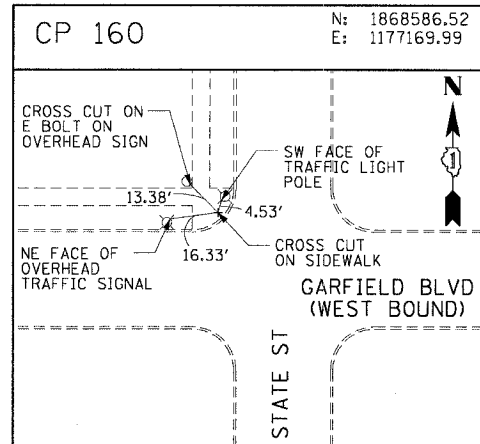 CP 160
N: 1868586.52
E: 1177169.99
N
1
CROSS CUT ON
E BOLT ON
OVERHEAD SIGN
SW FACE OF
TRAFFIC LIGHT
POLE
13.38'
4.53'
16.33'
NE FACE OF
OVERHEAD
TRAFFIC SIGNAL
CROSS CUT
ON SIDEWALK
GARFIELD BLVD
(WEST BOUND)
STATE ST